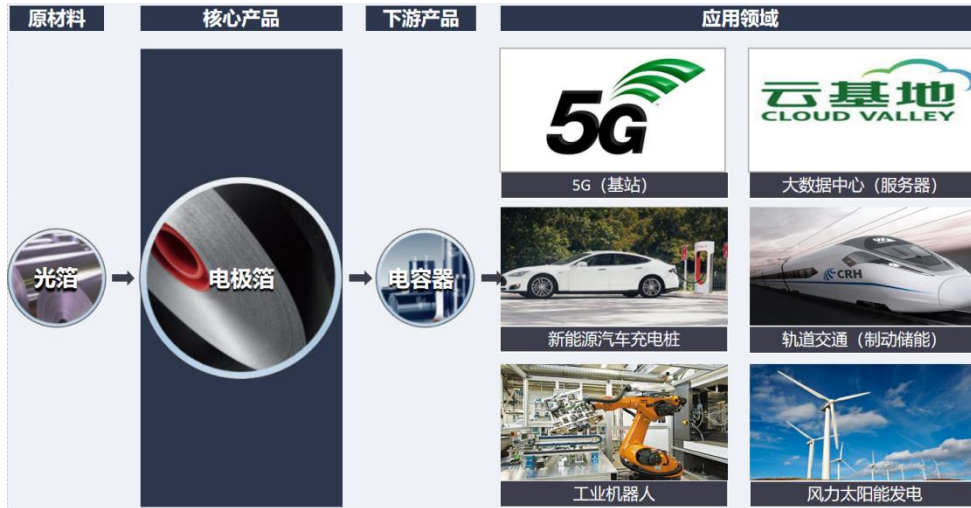 原材料
核心产品
下游产品
应用领域
光箔
电极箔
电容器
5G
云基地
CLOUD VALLEY
5G（基站）
大数据中心（服务器）
CRH
新能源汽车充电桩
轨道交通（制动储能）
工业机器人
风力太阳能发电